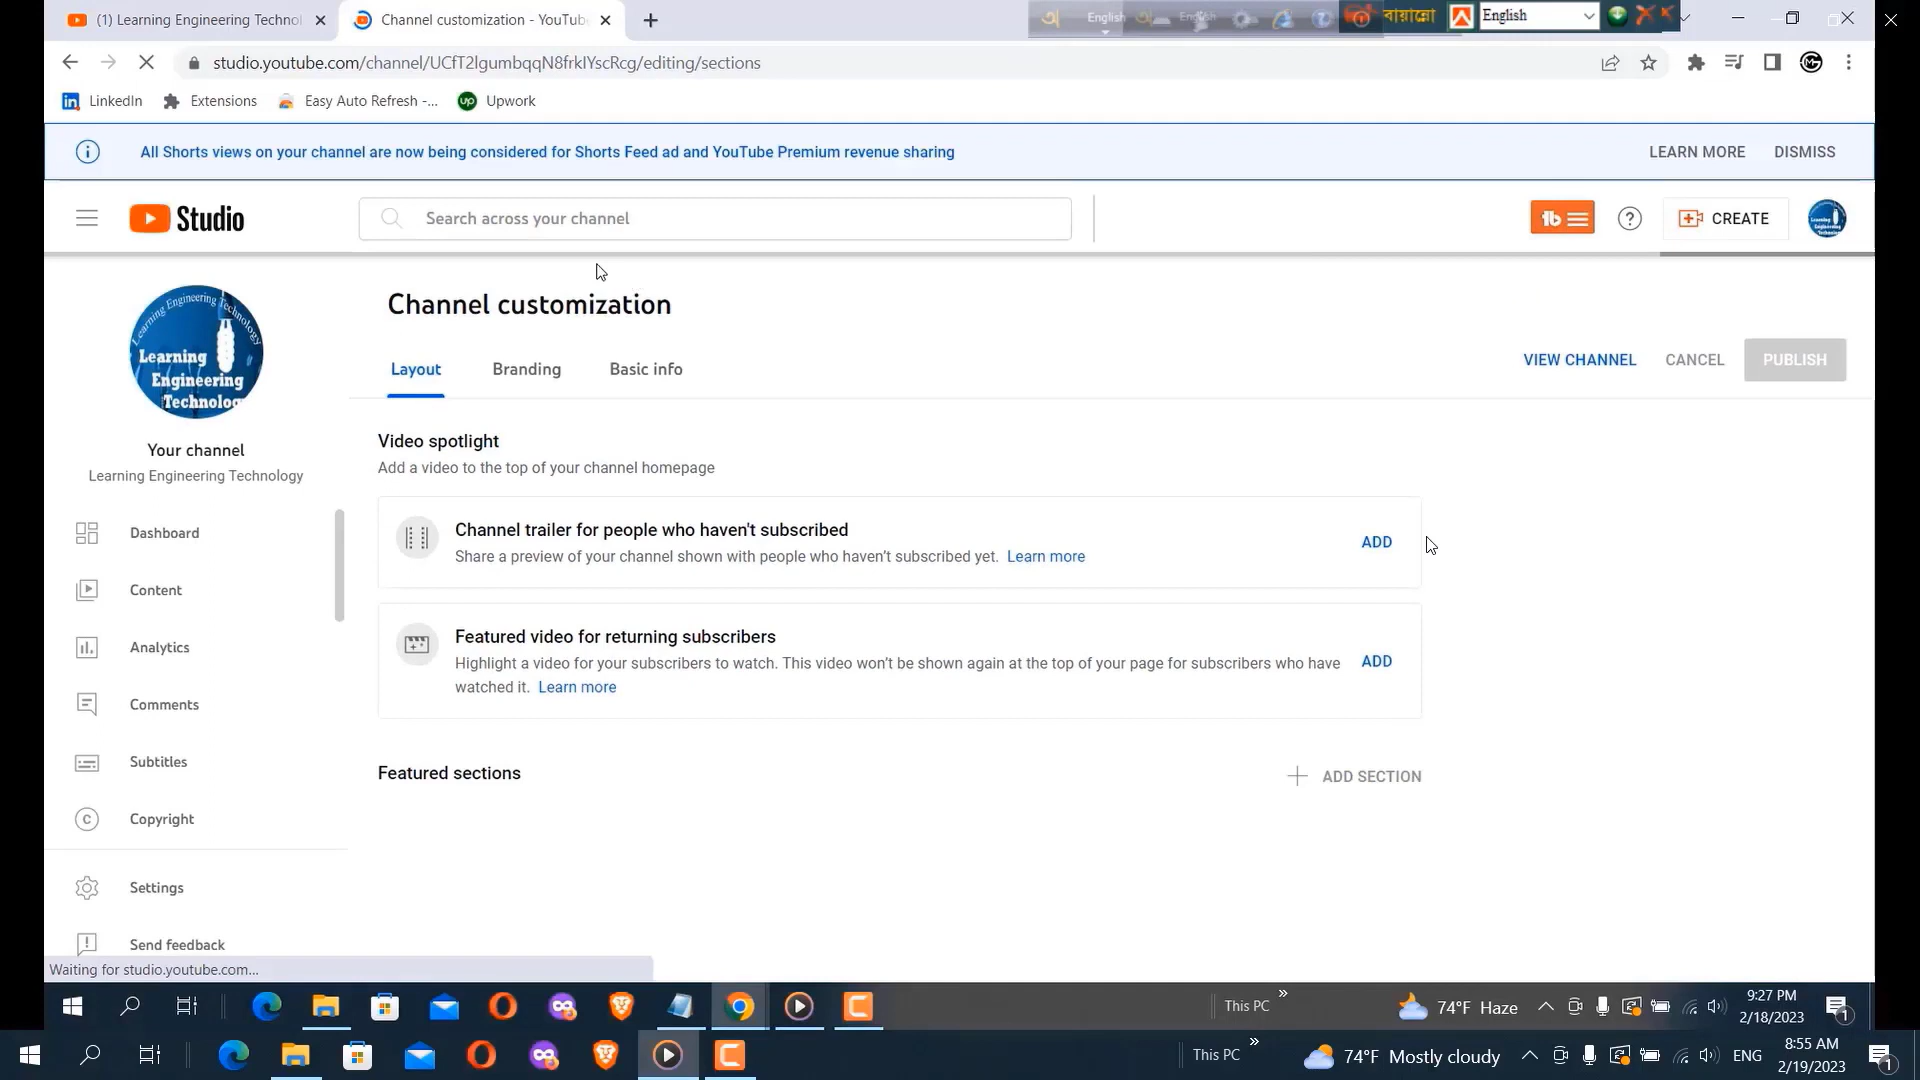 (1) Learning Engineering Technol
Channel customization - YouTube
English
English
বায়ান্নো
English
studio.youtube.com/channel/UCfT2lgumbqqN8frkIYscRcg/editing/sections
LinkedIn
Extensions
Easy Auto Refresh -...
Upwork
All Shorts views on your channel are now being considered for Shorts Feed ad and YouTube Premium revenue sharing
LEARN MORE
DISMISS
Studio
Search across your channel
CREATE
Learning Engineering Technology
Learning
Engineering
Technolog
Channel customization
Layout
Branding
Basic info
VIEW CHANNEL
CANCEL
PUBLISH
Your channel
Learning Engineering Technology
Video spotlight
Add a video to the top of your channel homepage
Channel trailer for people who haven't subscribed
Share a preview of your channel shown with people who haven't subscribed yet. Learn more
ADD
Featured video for returning subscribers
Highlight a video for your subscribers to watch. This video won't be shown again at the top of your page for subscribers who have
watched it. Learn more
ADD
Featured sections
ADD SECTION
Dashboard
Content
Analytics
Comments
Subtitles
Copyright
Settings
Send feedback
Waiting for studio.youtube.com...
This PC
74°F Haze
9:27 PM
2/18/2023
1
This PC
74°F Mostly cloudy
ENG
8:55 AM
2/19/2023
1